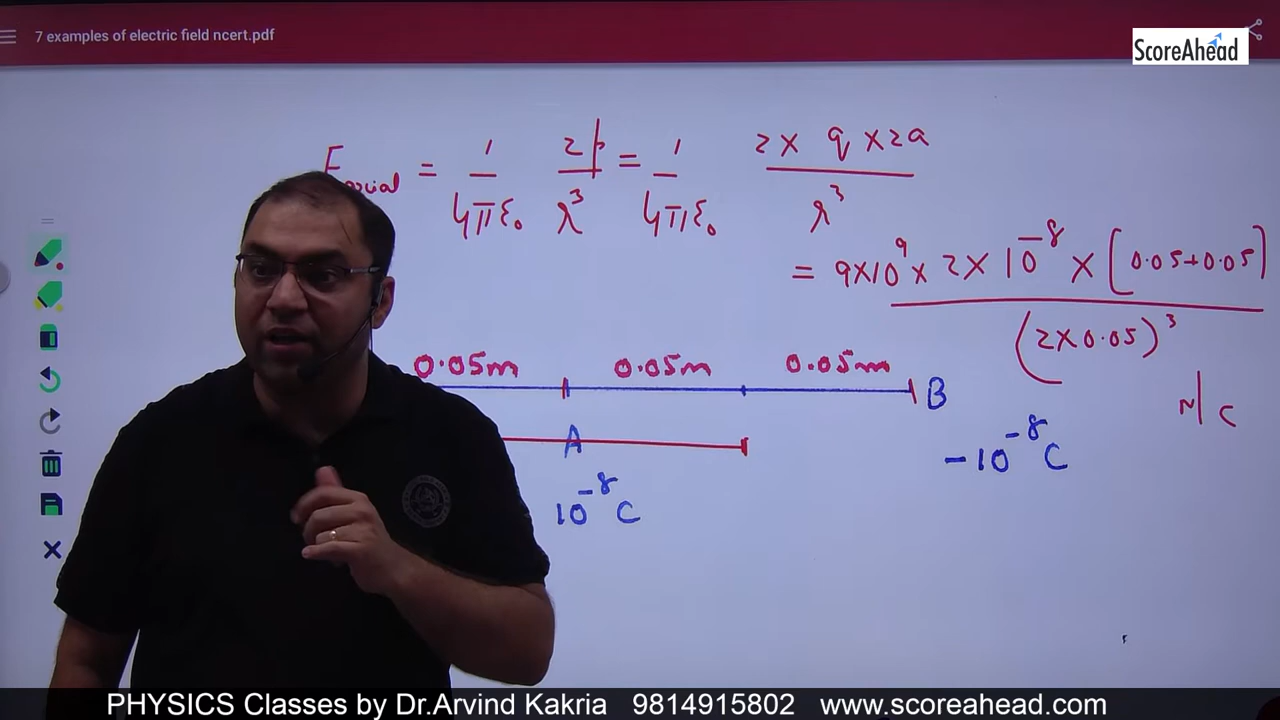 7 examples of electric field ncert.pdf
ScoreAhead
= 1/4πε₀ 2p/r³ = 1/4πε₀ 2 × q × 2a/r³
= 9×10⁹ × 2 × 10⁻⁸ × [0.05+0.05]/(2×0.05)³
N/C
0.05m 0.05m 0.05m
B
A
-10⁻⁸ C
10⁻⁸ C
PHYSICS Classes by Dr.Arvind Kakria 9814915802 www.scoreahead.com